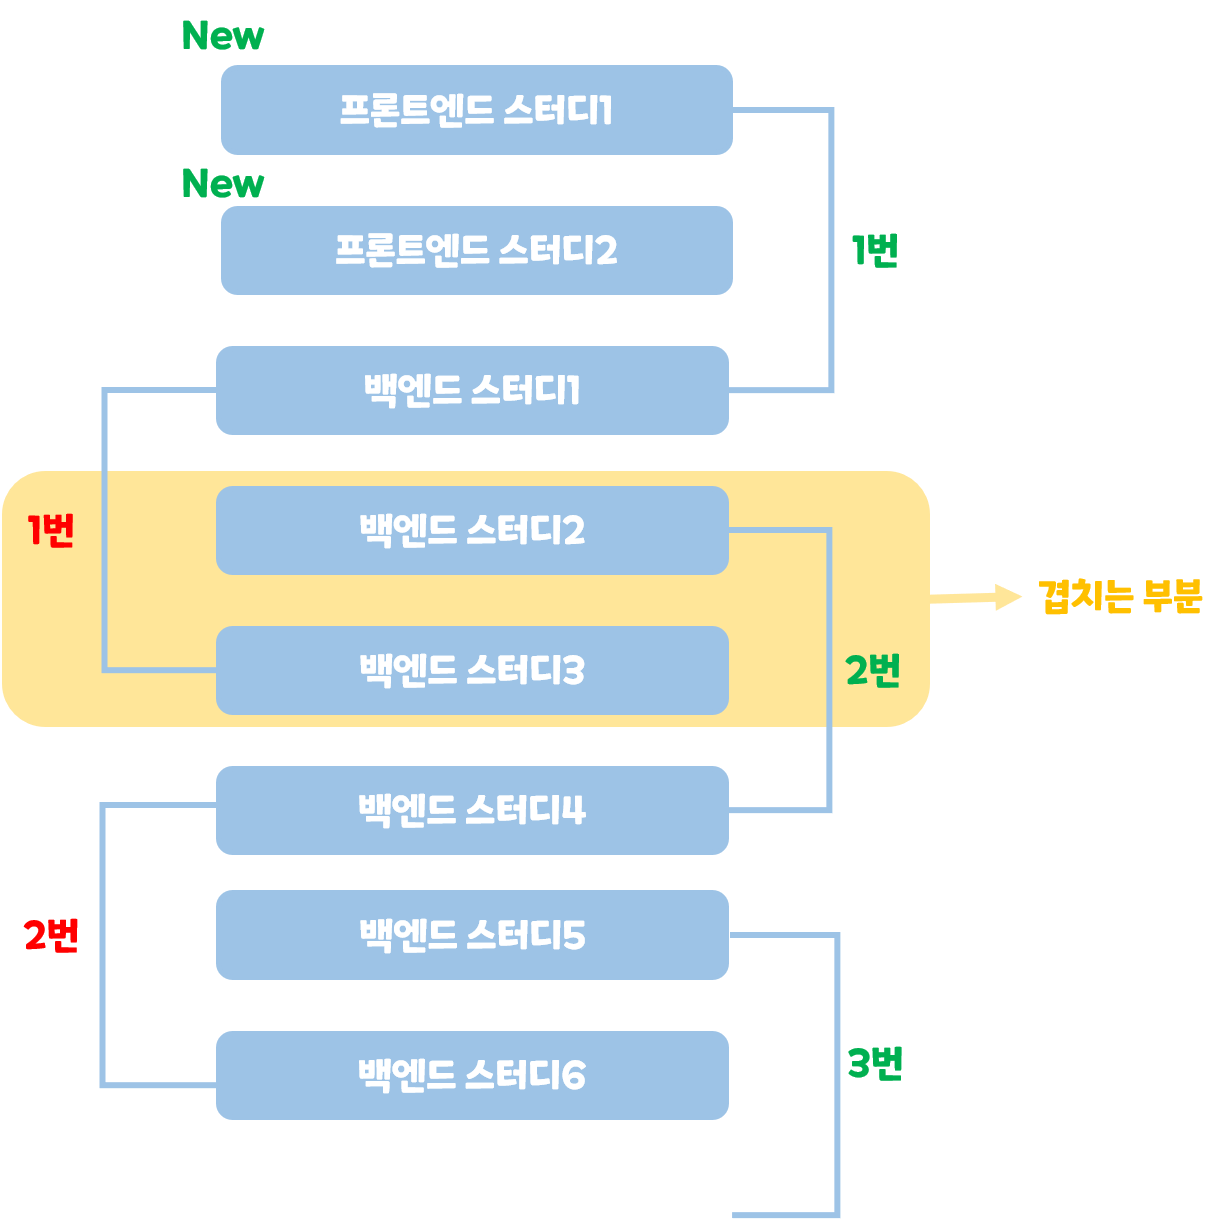 New
프론트엔드 스터디1
New
프론트엔드 스터디2
1번
백엔드 스터디1
1번
백엔드 스터디2
겹치는 부분
백엔드 스터디3
2번
백엔드 스터디4
2번
백엔드 스터디5
백엔드 스터디6
3번